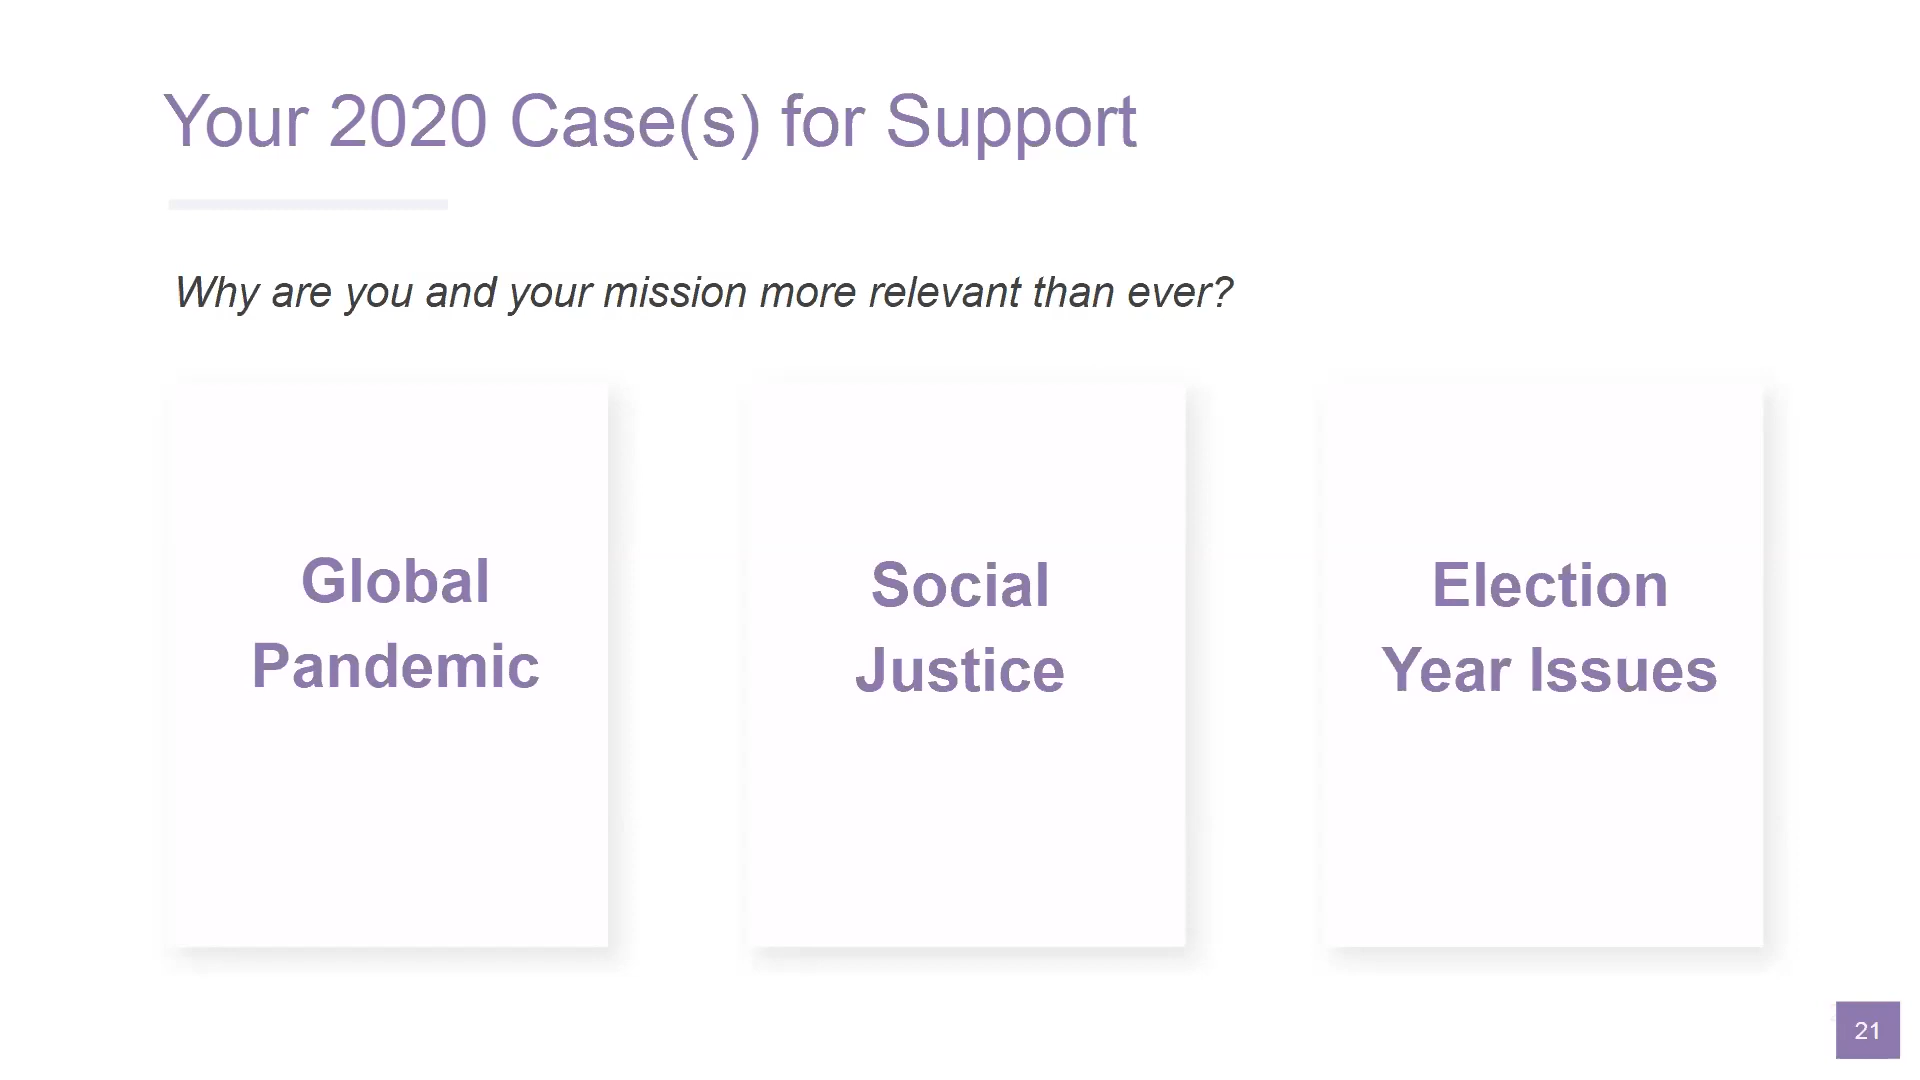 Your 2020 Case(s) for Support
Why are you and your mission more relevant than ever?
Global
Pandemic
Social
Justice
Election
Year Issues
21